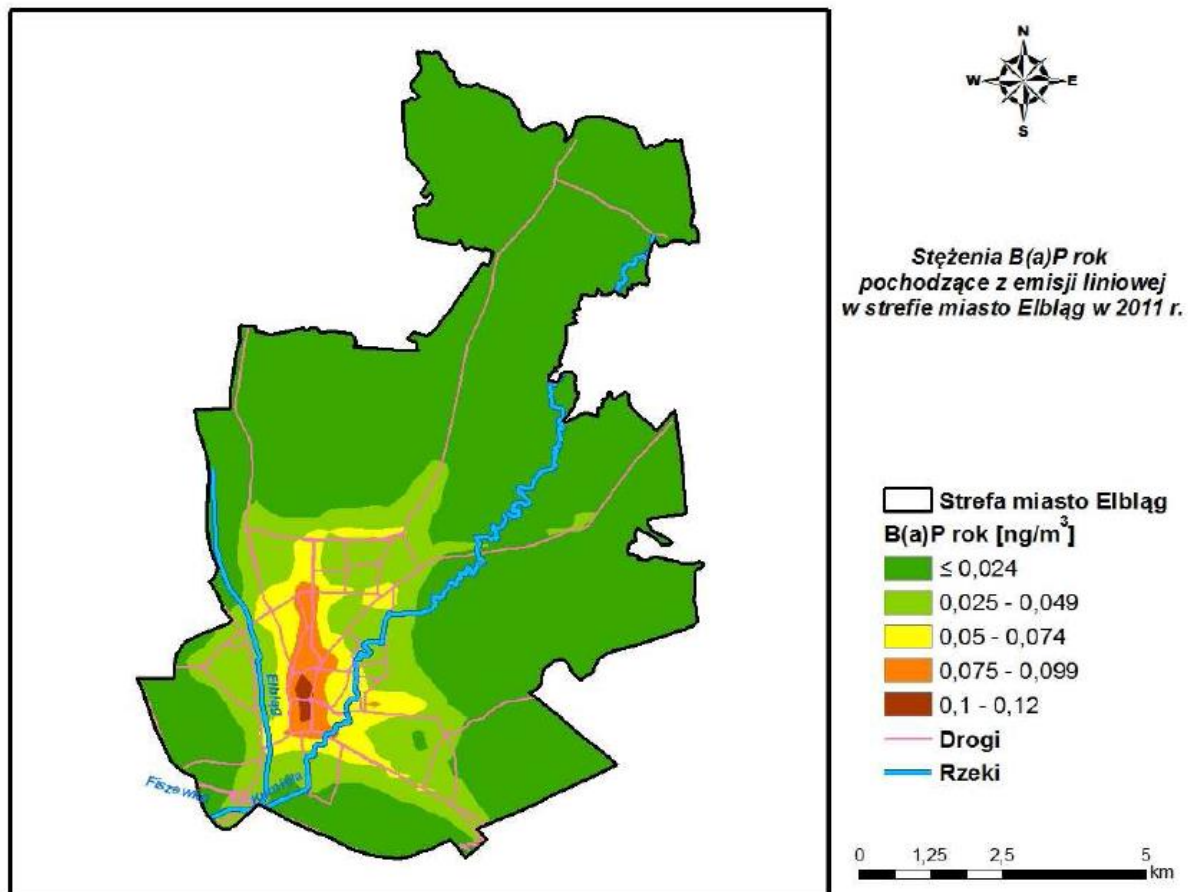 N
W
E
S
Stężenia B(a)P rok
pochodzące z emisji liniowej
w strefie miasto Elbląg w 2011 r.
Strefa miasto Elbląg
B(a)P rok [ng/m³]
≤ 0,024
0,025 - 0,049
0,05 - 0,074
0,075 - 0,099
0,1 - 0,12
Drogi
Rzeki
0 1,25 2,5 5
km
Elbląg